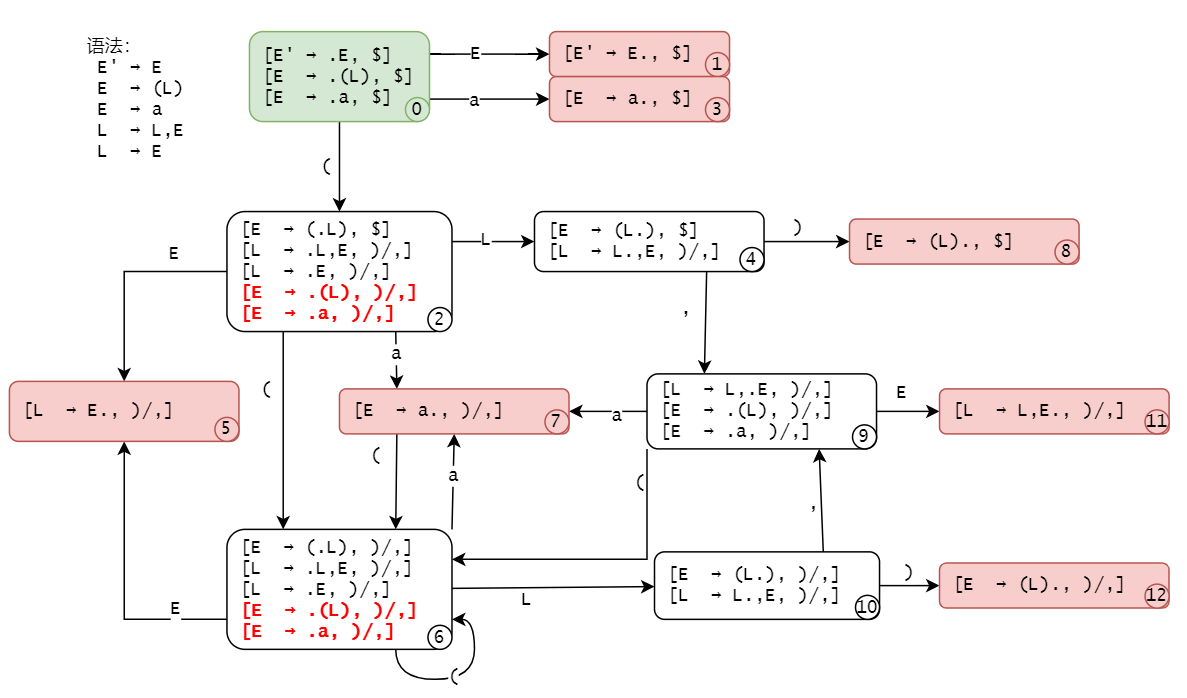 语法:
E' → E
E → (L)
E → a
L → L,E
L → E
[E' → .E, $]
[E → .(L), $]
[E → .a, $]
0
E
[E' → E., $]
1
a
[E → a., $]
3
(
[E → (.L), $]
[L → .L,E, )/,]
[L → .E, )/,]
[E → .(L), )/,]
[E → .a, )/,]
2
L
[E → (L.), $]
[L → L.,E, )/,]
4
)
[E → (L)., $]
8
E
(
a
,
[L → E., )/,]
5
[E → a., )/,]
7
a
[L → L,.E, )/,]
[E → .(L), )/,]
[E → .a, )/,]
9
E
[L → L,E., )/,]
11
(
a
(
,
[E → (.L), )/,]
[L → .L,E, )/,]
[L → .E, )/,]
[E → .(L), )/,]
[E → .a, )/,]
6
E
(
L
[E → (L.), )/,]
[L → L.,E, )/,]
10
)
[E → (L)., )/,]
12